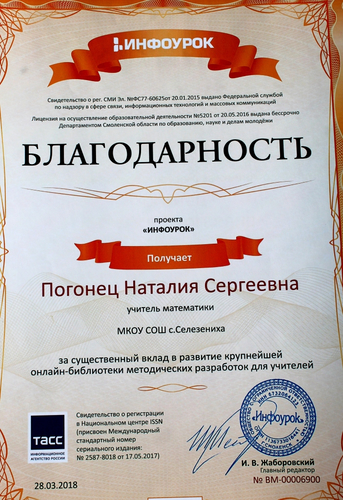 ИНФОУРОК
Свидетельство о рег. СМИ Эл. №ФС77-60625от 20.01.2015 выдано Федеральной службой
по надзору в сфере связи, информационных технологий и массовых коммуникаций
Лицензия на осуществление образовательной деятельности №5201 от 20.05.2016 выдана бессрочно
Департаментом Смоленской области по образованию, науке и делам молодёжи
БЛАГОДАРНОСТЬ
проекта
«ИНФОУРОК»
Получает
Погонец Наталия Сергеевна
учитель математики
МКОУ СОШ с.Селезениха
за существенный вклад в развитие крупнейшей
онлайн-библиотеки методических разработок для учителей
ТАСС
ИНФОРМАЦИОННОЕ
АГЕНТСТВО РОССИИ
Свидетельство о регистрации
в Национальном центре ISSN
(присвоен Международный
стандартный номер
сериального издания:
№ 2587-8018 от 17.05.2017)
«Инфоурок»
И. В. Жаборовский
Главный редактор
28.03.2018
№ ВМ-00006900